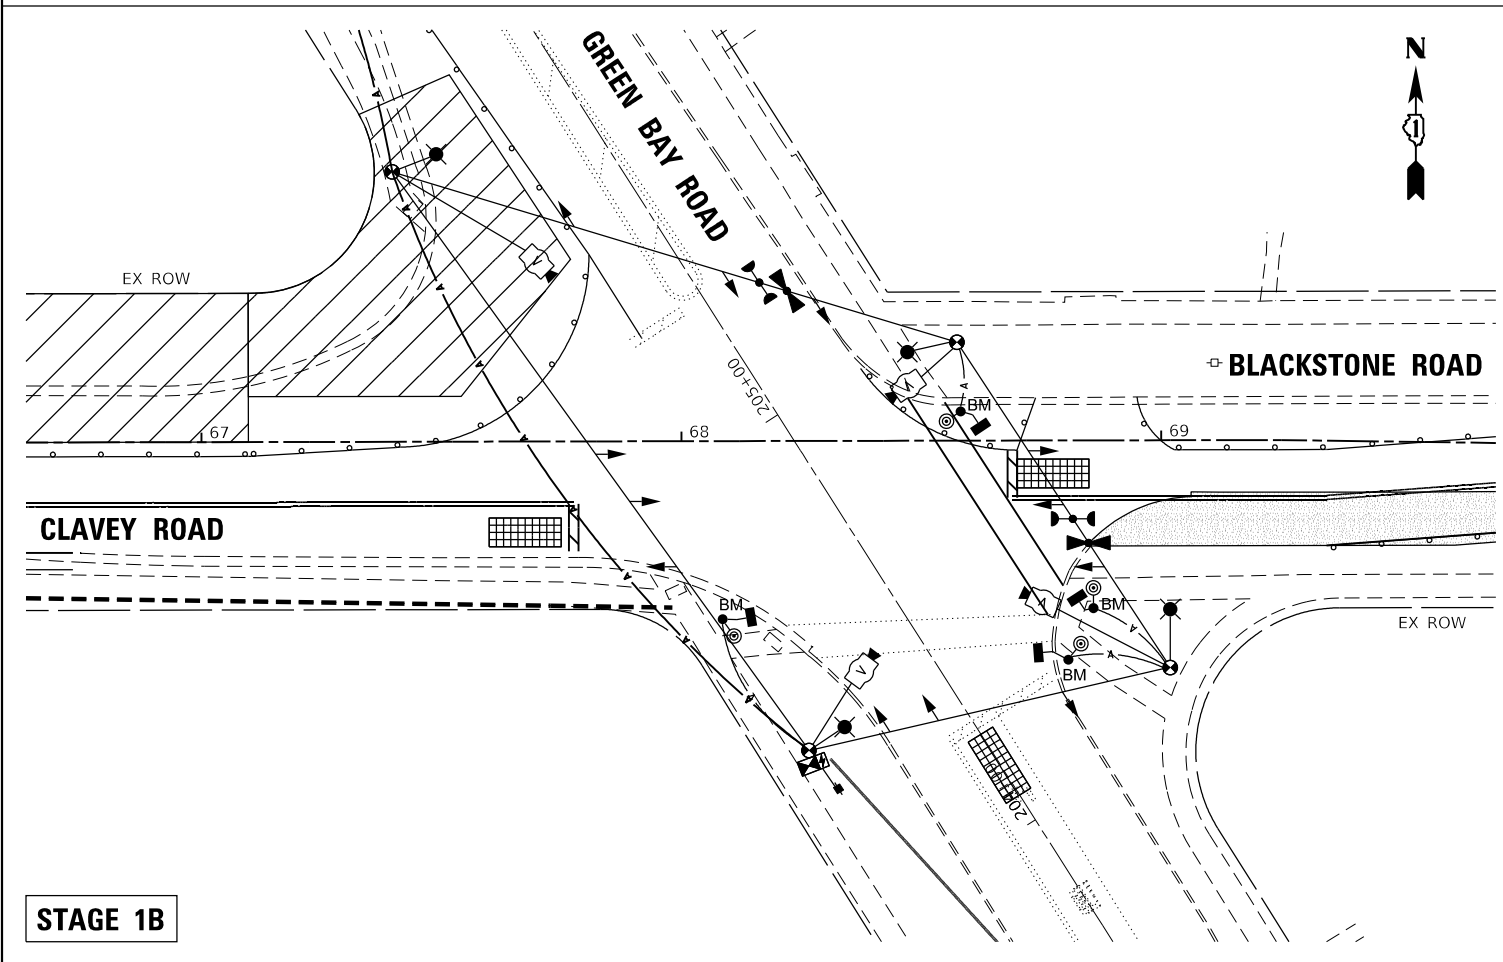 GREEN BAY ROAD
N
1
EX ROW
BLACKSTONE ROAD
205+00
BM
67
68
69
CLAVEY ROAD
BM
BM
EX ROW
BM
STAGE 1B